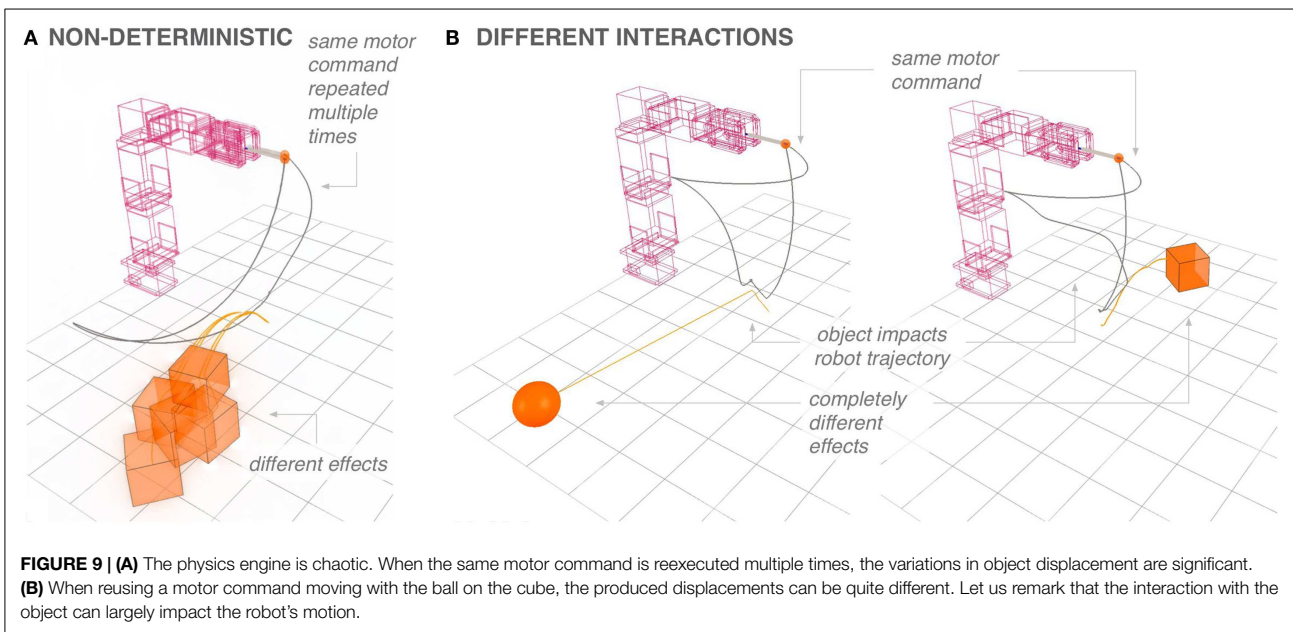 A NON-DETERMINISTIC
same motor
command
repeated
multiple
times
different effects
B DIFFERENT INTERACTIONS
same motor
command
object impacts
robot trajectory
completely
different
effects
FIGURE 9 | (A) The physics engine is chaotic. When the same motor command is reexecuted multiple times, the variations in object displacement are significant.
(B) When reusing a motor command moving with the ball on the cube, the produced displacements can be quite different. Let us remark that the interaction with the
object can largely impact the robot's motion.